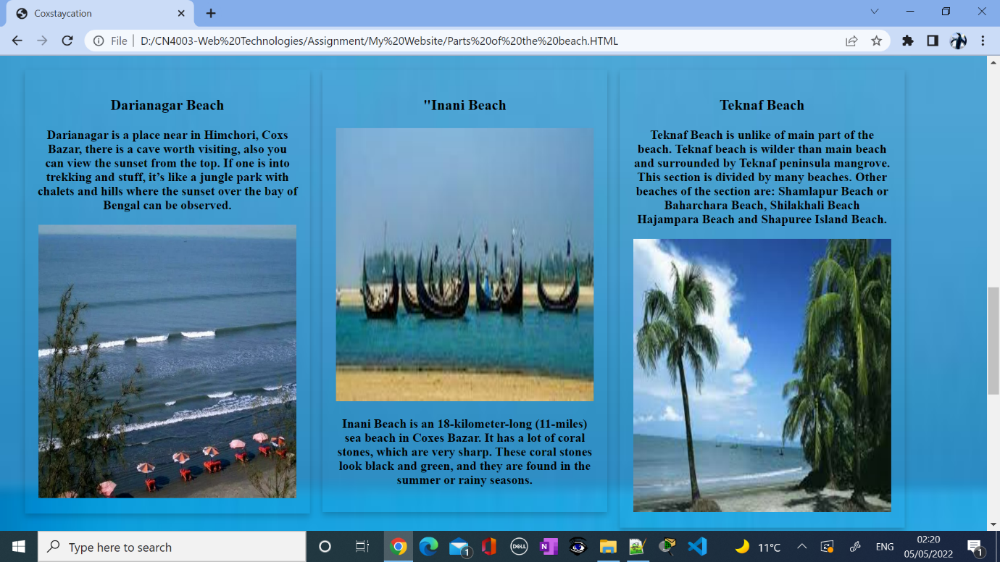 Coxstaycation
File
D:/CN4003-Web%20Technologies/Assignment/My%20Website/Parts%20of%20the%20beach.HTML
Darianagar Beach
Darianagar is a place near in Himchori, Coxs
Bazar, there is a cave worth visiting, also you
can view the sunset from the top. If one is into
trekking and stuff, it’s like a jungle park with
chalets and hills where the sunset over the bay of
Bengal can be observed.
"Inani Beach
Inani Beach is an 18-kilometer-long (11-miles)
sea beach in Coxes Bazar. It has a lot of coral
stones, which are very sharp. These coral stones
look black and green, and they are found in the
summer or rainy seasons.
Teknaf Beach
Teknaf Beach is unlike of main part of the
beach. Teknaf beach is wilder than main beach
and surrounded by Teknaf peninsula mangrove.
This section is divided by many beaches. Other
beaches of the section are: Shamlapur Beach or
Baharchara Beach, Shilakhali Beach
Hajampara Beach and Shapuree Island Beach.
Type here to search
1
DELL
N
11°C
ENG
02:20
05/05/2022
1